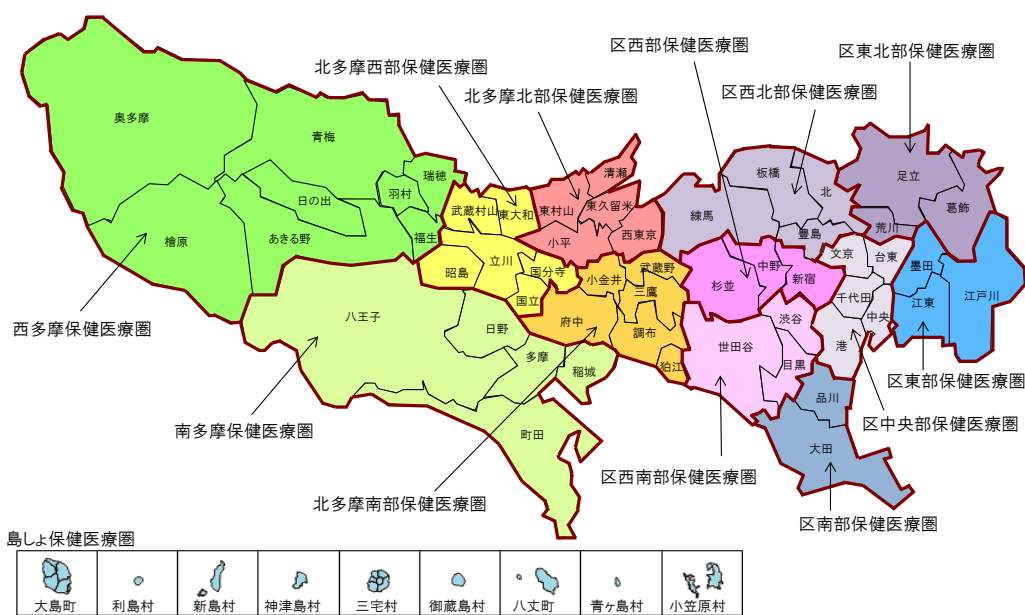 区西部保健医療圏
区東北部保健医療圏
北多摩西部保健医療圏
北多摩北部保健医療圏
区西北部保健医療圏
奥多摩
青梅
瑞穂
羽村
日の出
福生
あきる野
檜原
武蔵村山
東大和
東村山
清瀬
東久留米
小平
西東京
練馬
板橋
北
豊島
足立
葛飾
荒川
昭島
立川
国分寺
国立
小金井
武蔵野
三鷹
府中
調布
狛江
杉並
中野
新宿
文京
台東
千代田
中央
港
墨田
江東
江戸川
西多摩保健医療圏
八王子
日野
多摩
稲城
町田
世田谷
渋谷
目黒
品川
大田
区東部保健医療圏
南多摩保健医療圏
区中央部保健医療圏
区西南部保健医療圏
北多摩南部保健医療圏
区南部保健医療圏
島しょ保健医療圏
大島町
利島村
新島村
神津島村
三宅村
御蔵島村
八丈町
青ヶ島村
小笠原村